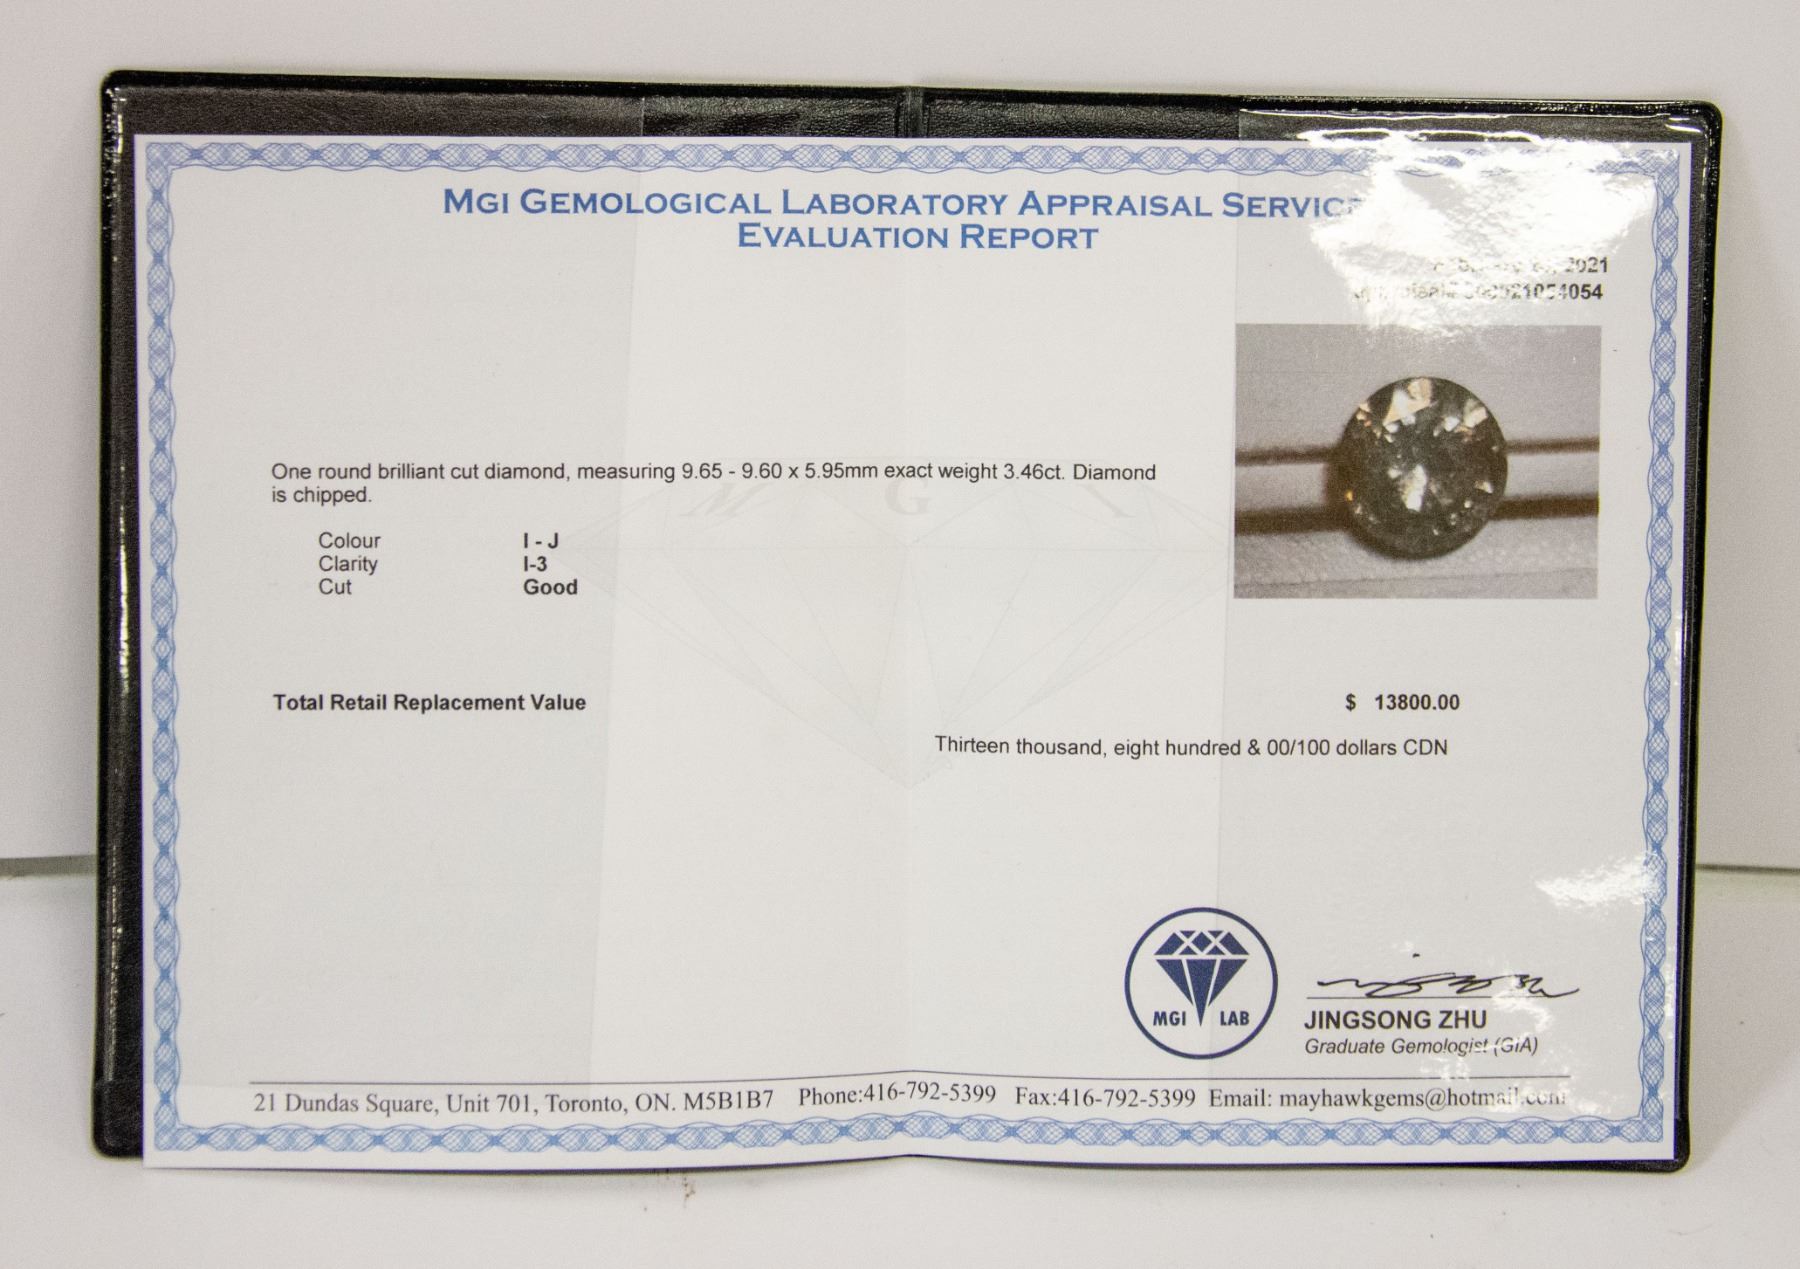 MGI GEMOLOGICAL LABORATORY APPRAISAL
EVALUATION REPORT
2021
One round brilliant cut diamond, measuring 9.65 - 9.60 x 5.95mm exact weight 3.46ct. Diamond
is chipped.
M G I
Colour I - J
Clarity I-3
Cut Good
Total Retail Replacement Value $ 13800.00
Thirteen thousand, eight hundred & 00/100 dollars CDN
MGI LAB
JINGSONG ZHU
Graduate Gemologist (GIA)
21 Dundas Square, Unit 701, Toronto, ON. M5B1B7 Phone:416-792-5399 Fax:416-792-5399 Email: mayhawkgems@hotmail.com